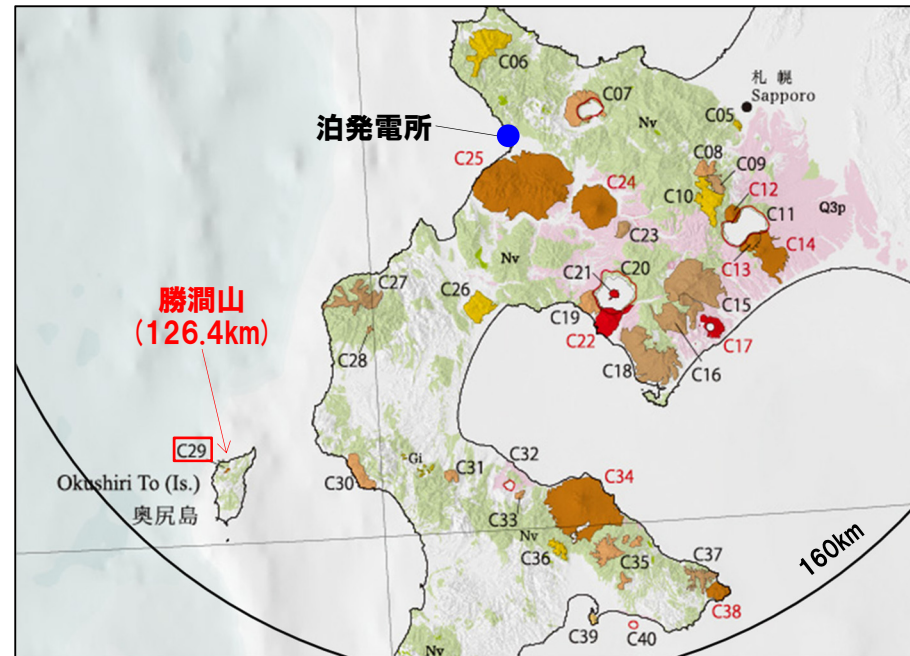 C06
C07
札幌
Sapporo
C05
泊発電所
Nv
C25
C08
C09
C24
C10
C12
C11
Q3p
C23
C14
C13
Nv
C21
C20
C27
C26
C15
勝澗山
(126.4km)
C19
C22
C17
C28
C18
C16
C29
C32
Gi
C31
C34
Okushiri To (Is.)
C30
奥尻島
C33
Nv
C36
C35
C37
160km
C38
C39
C40
Nv